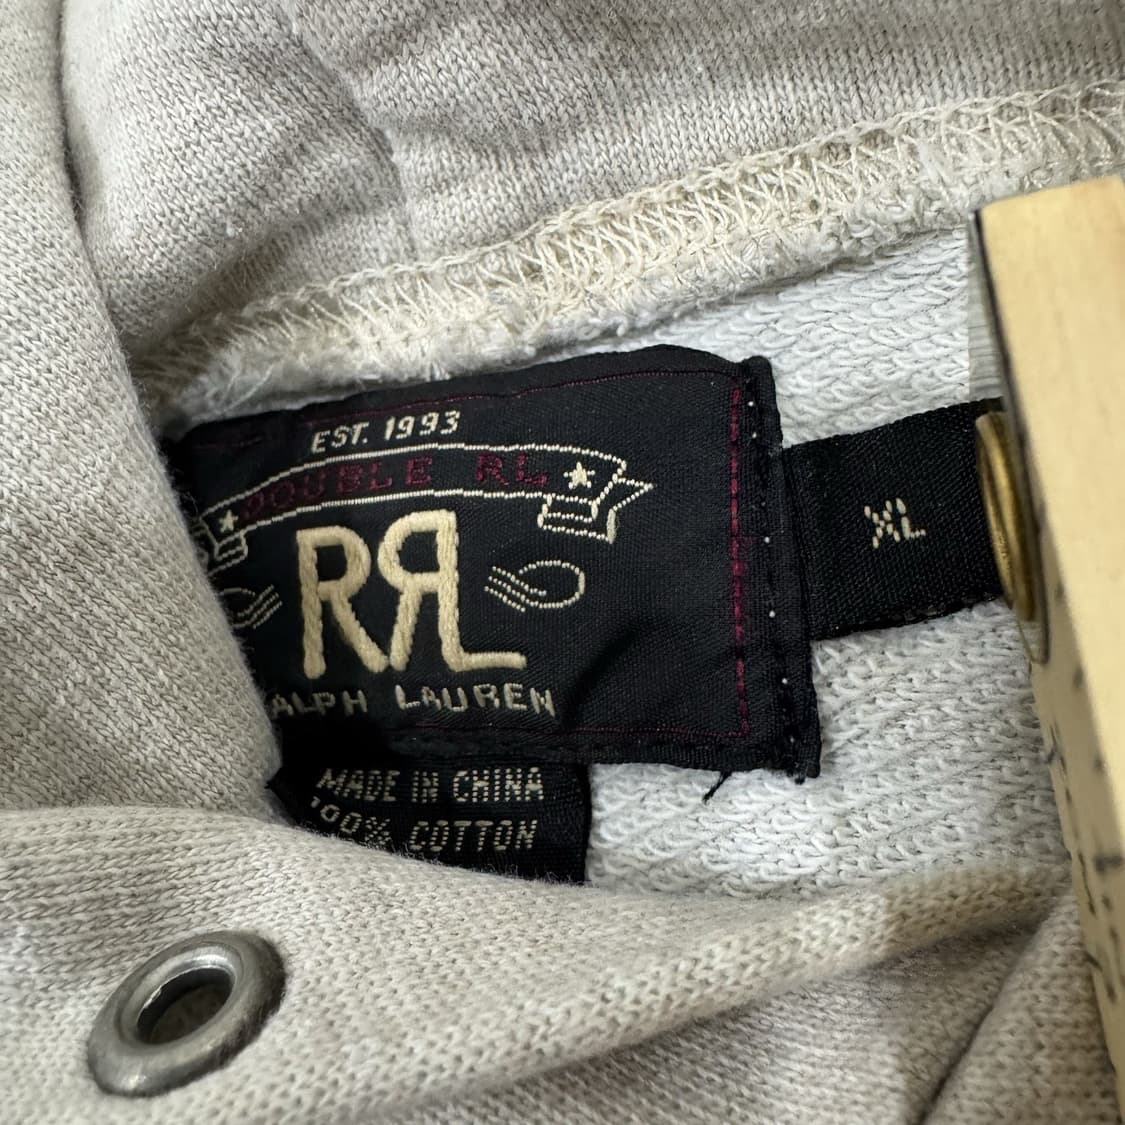 EST. 1993
DOUBLE RL
RRL
RALPH LAUREN
XL
MADE IN CHINA
100% COTTON